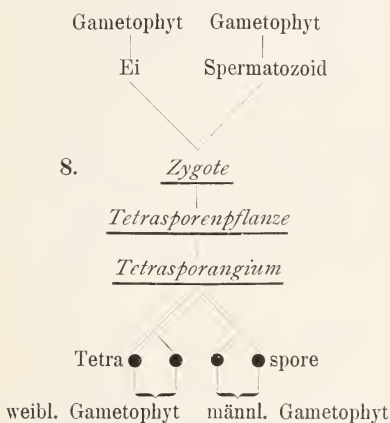 Gametophyt Gametophyt
Ei Spermatozoid
8. Zygote
Tetrasporenpflanze
Tetrasporangium
Tetra spore
weibl. Gametophyt männl. Gametophyt